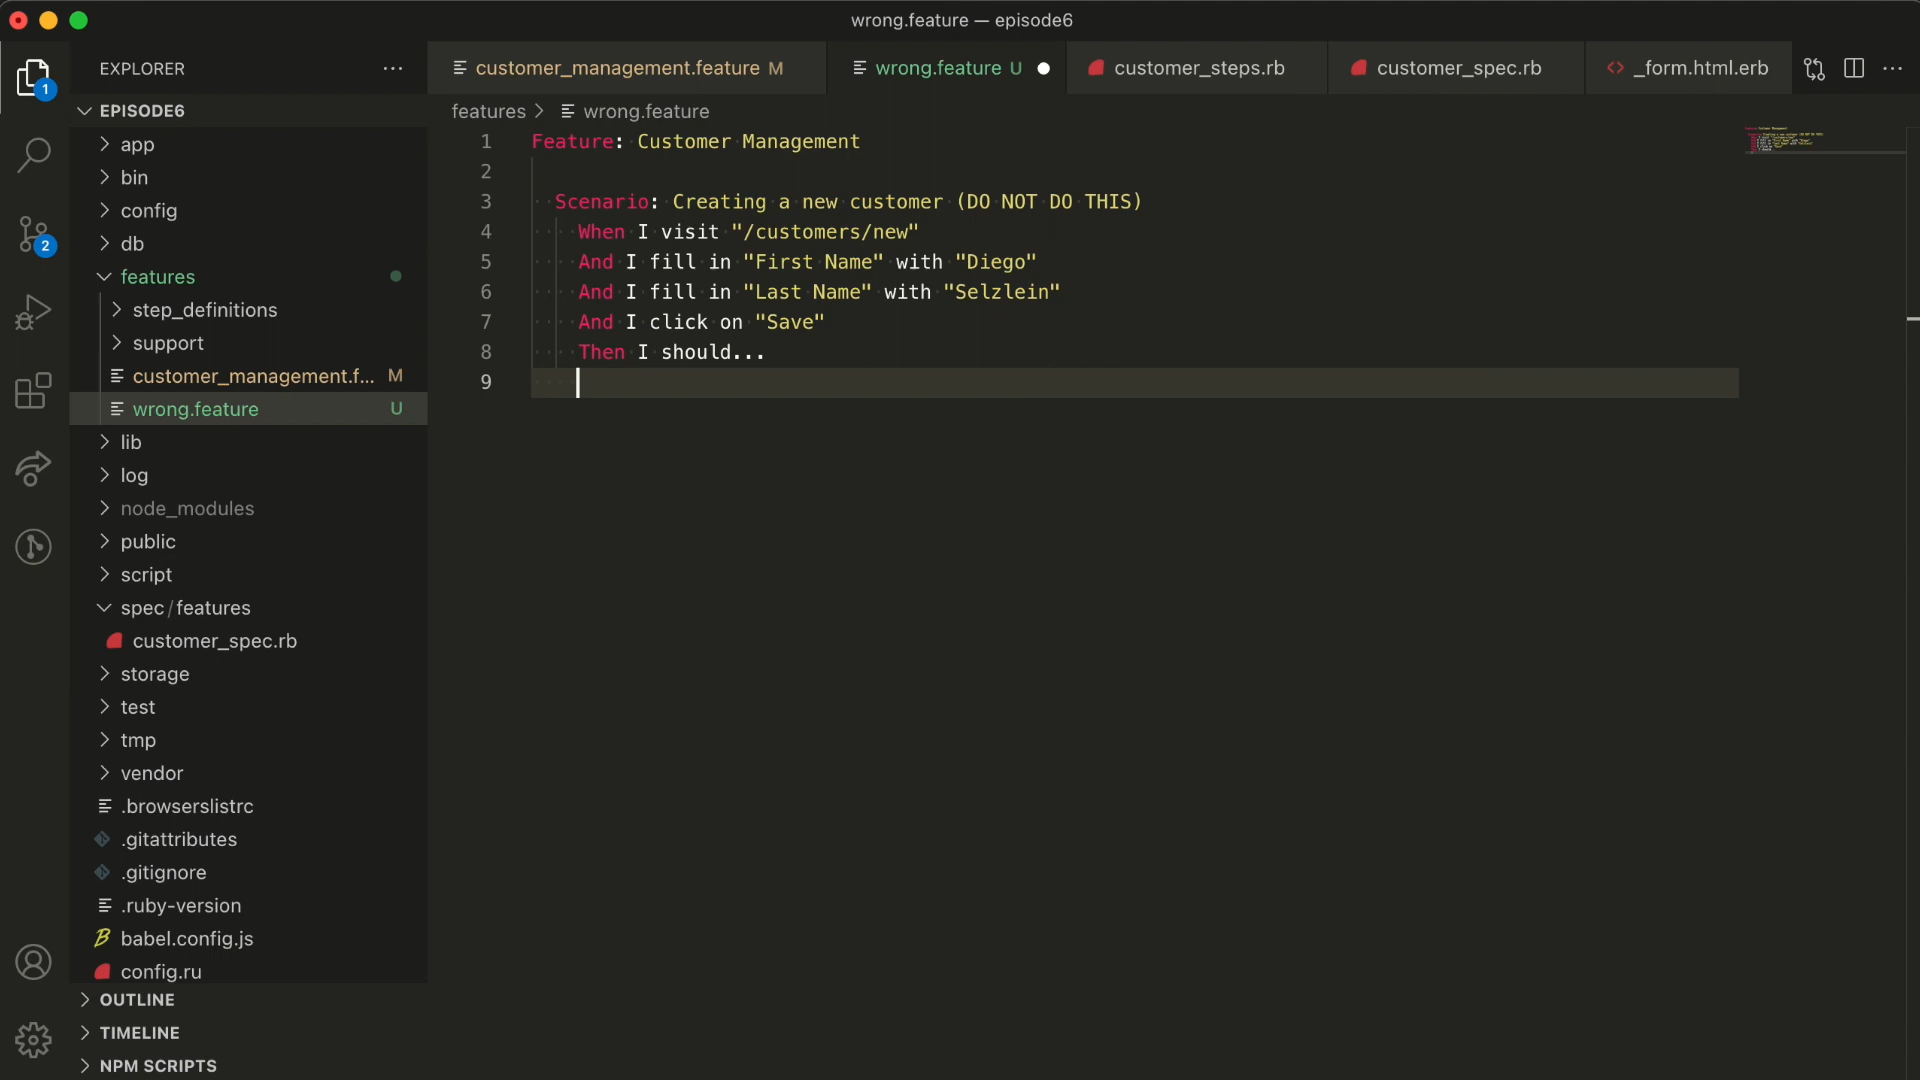 wrong.feature — episode6
EXPLORER
customer_management.feature M
wrong.feature U
customer_steps.rb
customer_spec.rb
_form.html.erb
1
2
EPISODE6
app
bin
config
db
features
step_definitions
support
customer_management.f... M
wrong.feature U
lib
log
node_modules
public
script
spec/features
customer_spec.rb
storage
test
tmp
vendor
.browserslistrc
.gitattributes
.gitignore
.ruby-version
babel.config.js
config.ru
OUTLINE
TIMELINE
NPM SCRIPTS
features > wrong.feature
1 Feature: Customer Management
2
3 Scenario: Creating a new customer (DO NOT DO THIS)
4 When I visit "/customers/new"
5 And I fill in "First Name" with "Diego"
6 And I fill in "Last Name" with "Selzlein"
7 And I click on "Save"
8 Then I should...
9